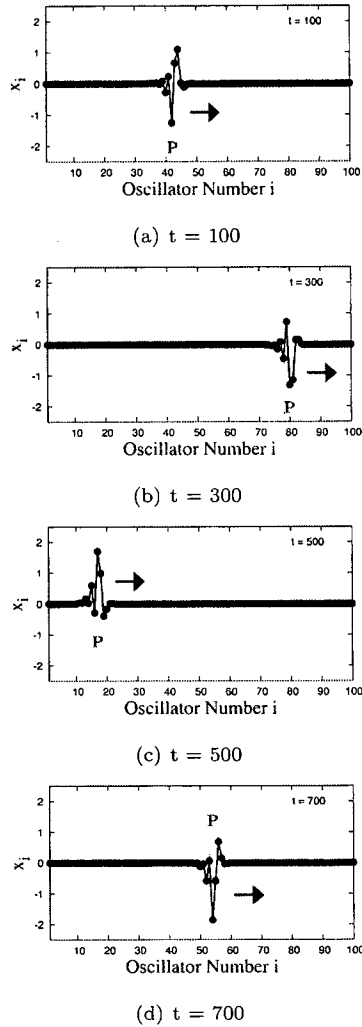 2
t = 100
1
0
-1
-2
x_i
P
10 20 30 40 50 60 70 80 90 100
Oscillator Number i
(a) t = 100
2
t = 300
1
0
-1
-2
x_i
P
10 20 30 40 50 60 70 80 90 100
Oscillator Number i
(b) t = 300
2
t = 500
1
0
-1
-2
x_i
P
10 20 30 40 50 60 70 80 90 100
Oscillator Number i
(c) t = 500
2
t = 700
P
1
0
-1
-2
x_i
10 20 30 40 50 60 70 80 90 100
Oscillator Number i
(d) t = 700